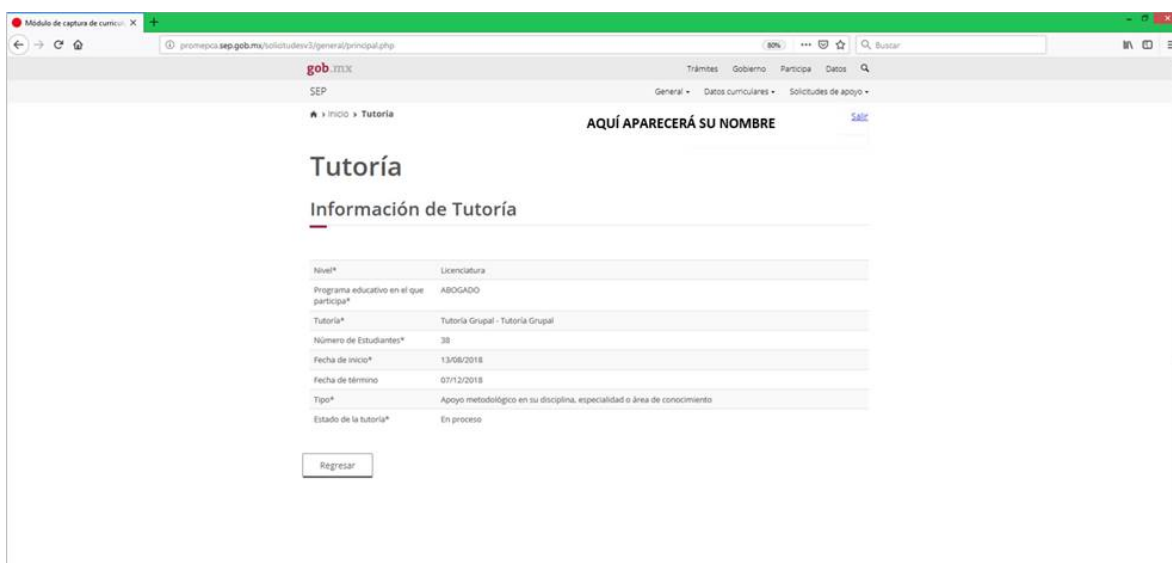 Módulo de captura de curricul
promepca.sep.gob.mx/solicitudesv3/general/principal.php
80%
Buscar
gob.mx
Trámites Gobierno Participa Datos
SEP
General Datos curriculares Solicitudes de apoyo
Inicio Tutoría
AQUÍ APARECERÁ SU NOMBRE
Salir
Tutoría
Información de Tutoría
Nivel* Licenciatura
Programa educativo en el que participa* ABOGADO
Tutoría* Tutoría Grupal - Tutoría Grupal
Número de Estudiantes* 38
Fecha de inicio* 13/08/2018
Fecha de término 07/12/2018
Tipo* Apoyo metodológico en su disciplina, especialidad o área de conocimiento
Estado de la tutoría* En proceso
Regresar